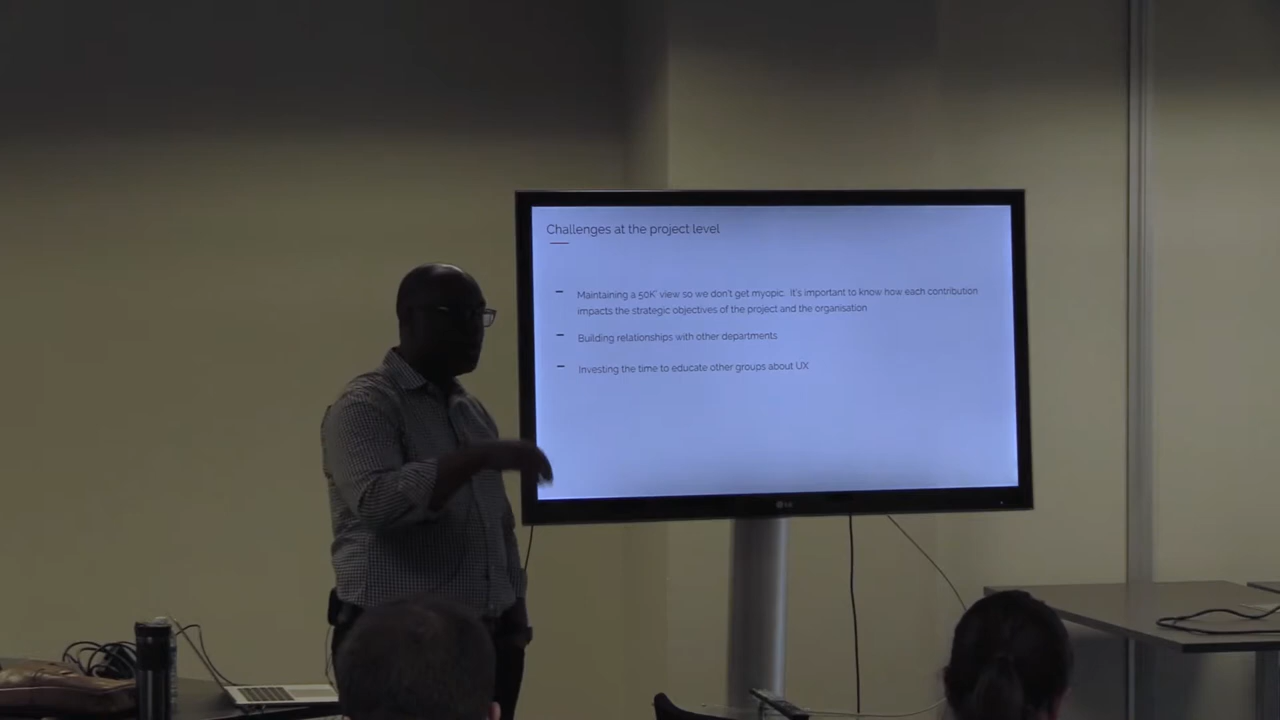 Challenges at the project level
Maintaining a 50K' view so we don't get myopic. It's important to know how each contribution
impacts the strategic objectives of the project and the organisation
Building relationships with other departments
Investing the time to educate other groups about UX
LG